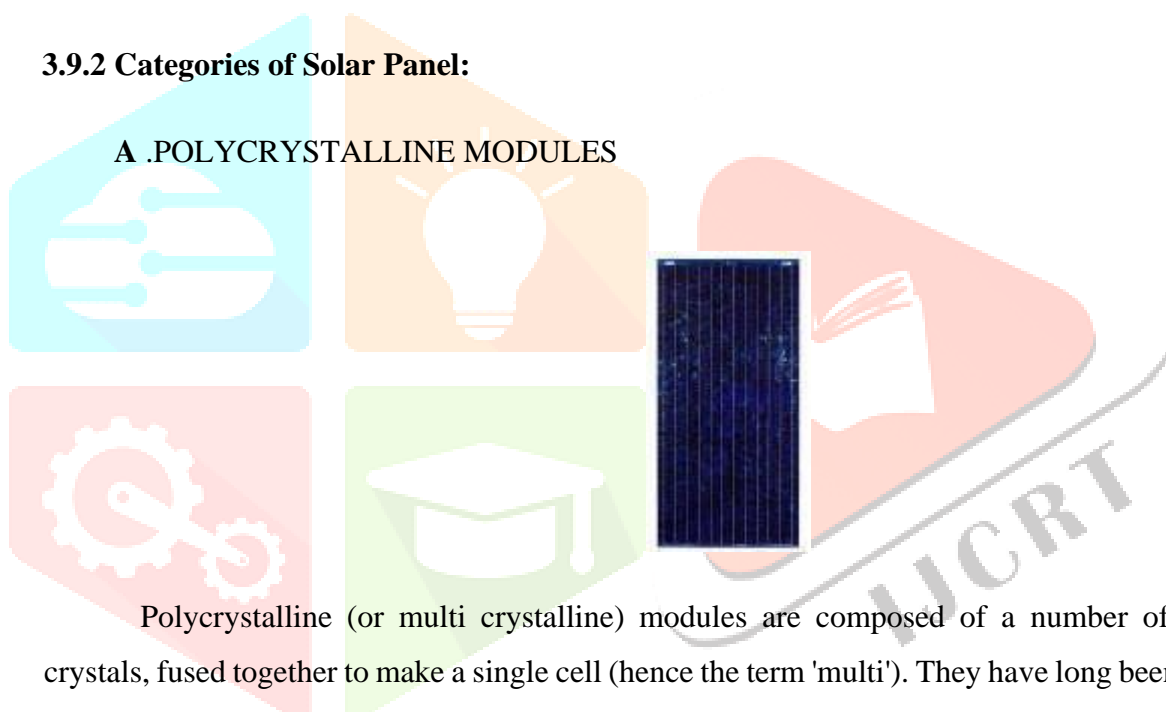 3.9.2 Categories of Solar Panel:
A .POLYCRYSTALLINE MODULES
IJCRT
Polycrystalline (or multi crystalline) modules are composed of a number of
crystals, fused together to make a single cell (hence the term 'multi'). They have long been